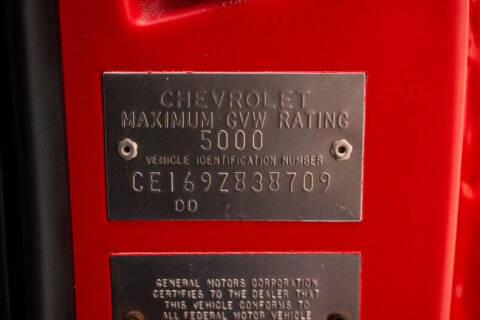 CHEVROLET
MAXIMUM GVW RATING
5000
VEHICLE IDENTIFICATION NUMBER
CE169Z838709
DD
GENERAL MOTORS CORPORATION
CERTIFIES TO THE DEALER THAT
THIS VEHICLE CONFORMS TO
ALL FEDERAL MOTOR VEHICLE